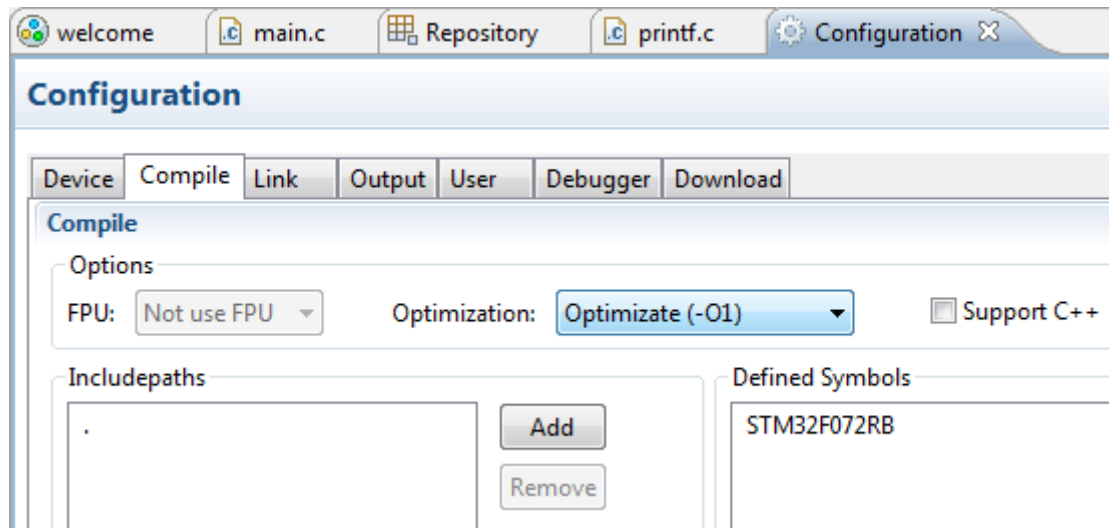 welcome main.c Repository printf.c Configuration
Configuration
Device Compile Link Output User Debugger Download
Compile
Options
FPU: Not use FPU Optimization: Optimizate (-O1) Support C++
Includepaths Defined Symbols
. Add STM32F072RB
Remove